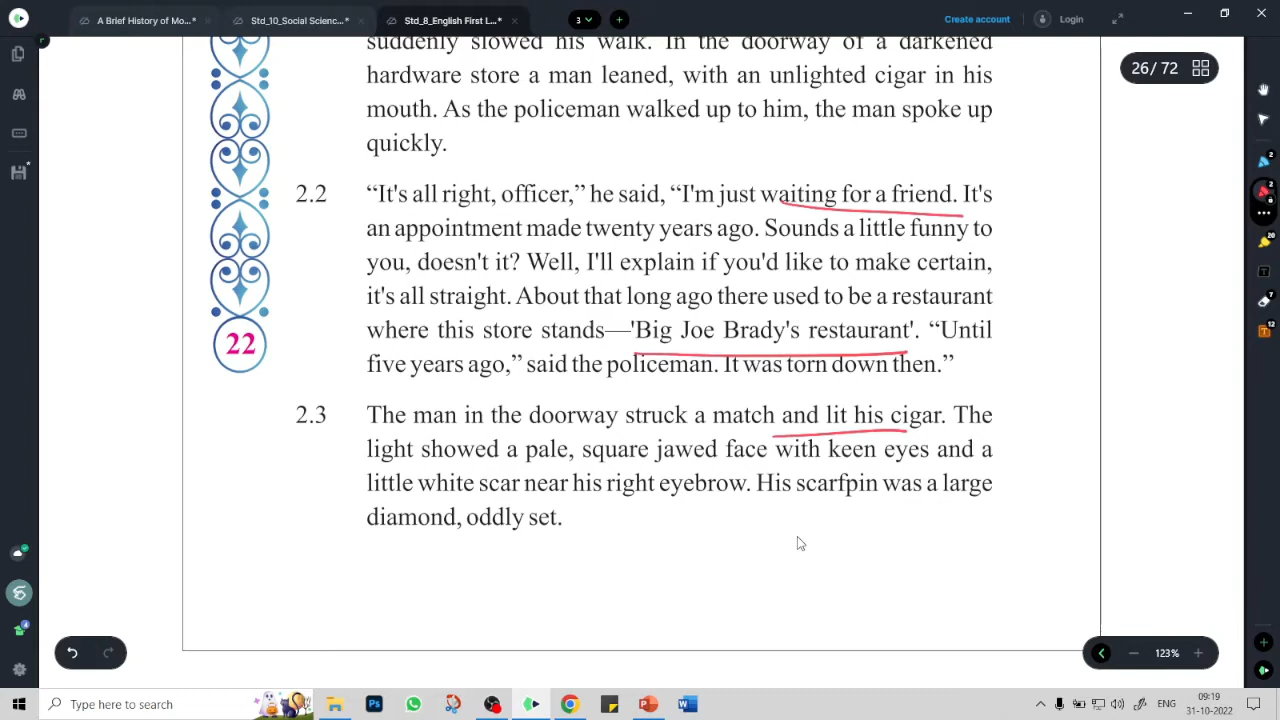 A Brief History of Mo...*
Std_10_Social Scienc...*
Std_8_English First L...*
3
Create account
Login
26/ 72
suddenly slowed his walk. In the doorway of a darkened
hardware store a man leaned, with an unlighted cigar in his
mouth. As the policeman walked up to him, the man spoke up
quickly.
2.2 “It's all right, officer,” he said, “I'm just waiting for a friend. It's
an appointment made twenty years ago. Sounds a little funny to
you, doesn't it? Well, I'll explain if you'd like to make certain,
it's all straight. About that long ago there used to be a restaurant
where this store stands—'Big Joe Brady's restaurant'. “Until
22
five years ago,” said the policeman. It was torn down then.”
2.3 The man in the doorway struck a match and lit his cigar. The
light showed a pale, square jawed face with keen eyes and a
little white scar near his right eyebrow. His scarfpin was a large
diamond, oddly set.
123%
Type here to search
ENG
09:19
31-10-2022